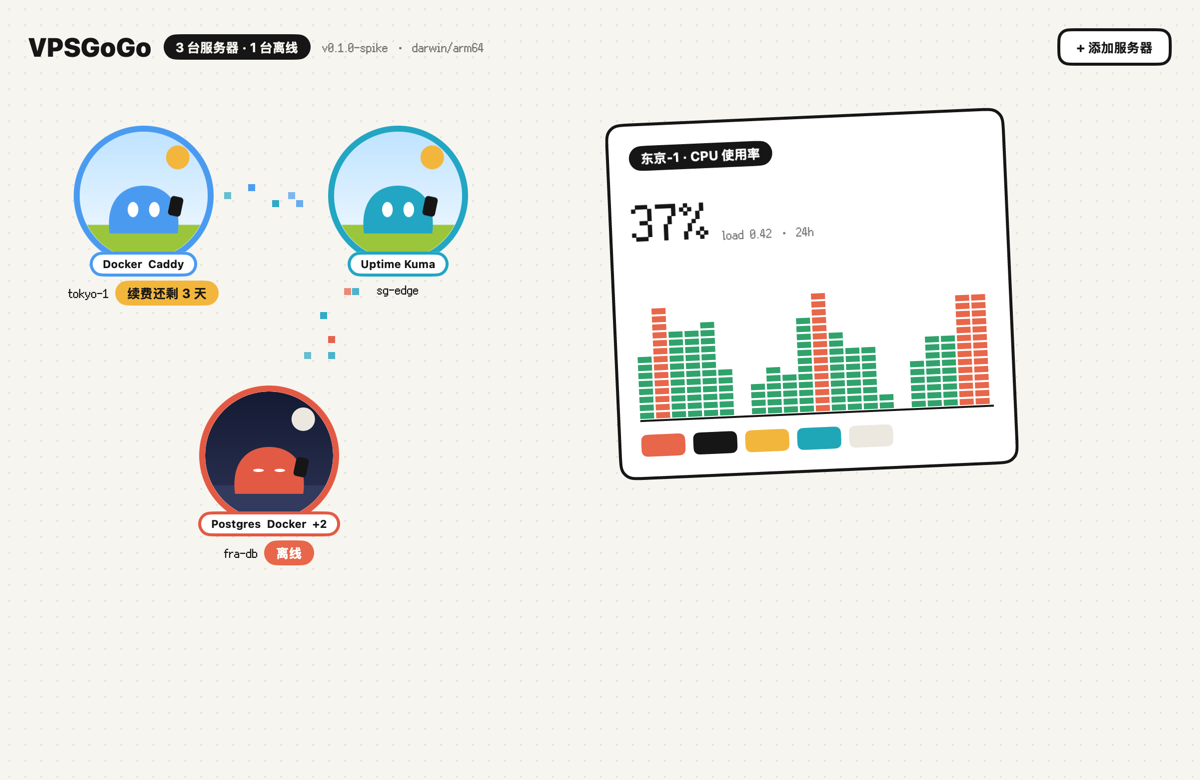 VPSGoGo 3 台服务器 · 1 台离线 v0.1.0-spike · darwin/arm64
+ 添加服务器
Docker Caddy
tokyo-1 续费还剩 3 天
Uptime Kuma
sg-edge
Postgres Docker +2
fra-db 离线
东京-1 · CPU 使用率
37% load 0.42 · 24h